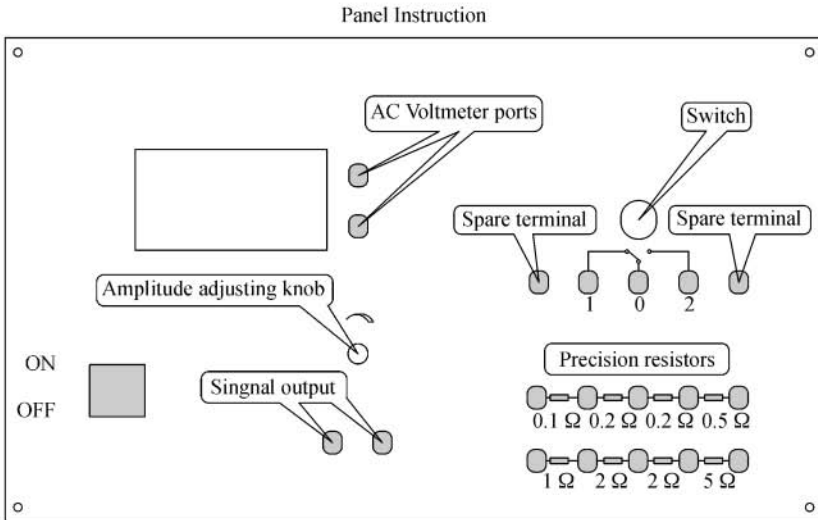 Panel Instruction
AC Voltmeter ports
Switch
Spare terminal
Spare terminal
Amplitude adjusting knob
1 0 2
ON
OFF
Singnal output
Precision resistors
0.1 Ω 0.2 Ω 0.2 Ω 0.5 Ω
1 Ω 2 Ω 2 Ω 5 Ω